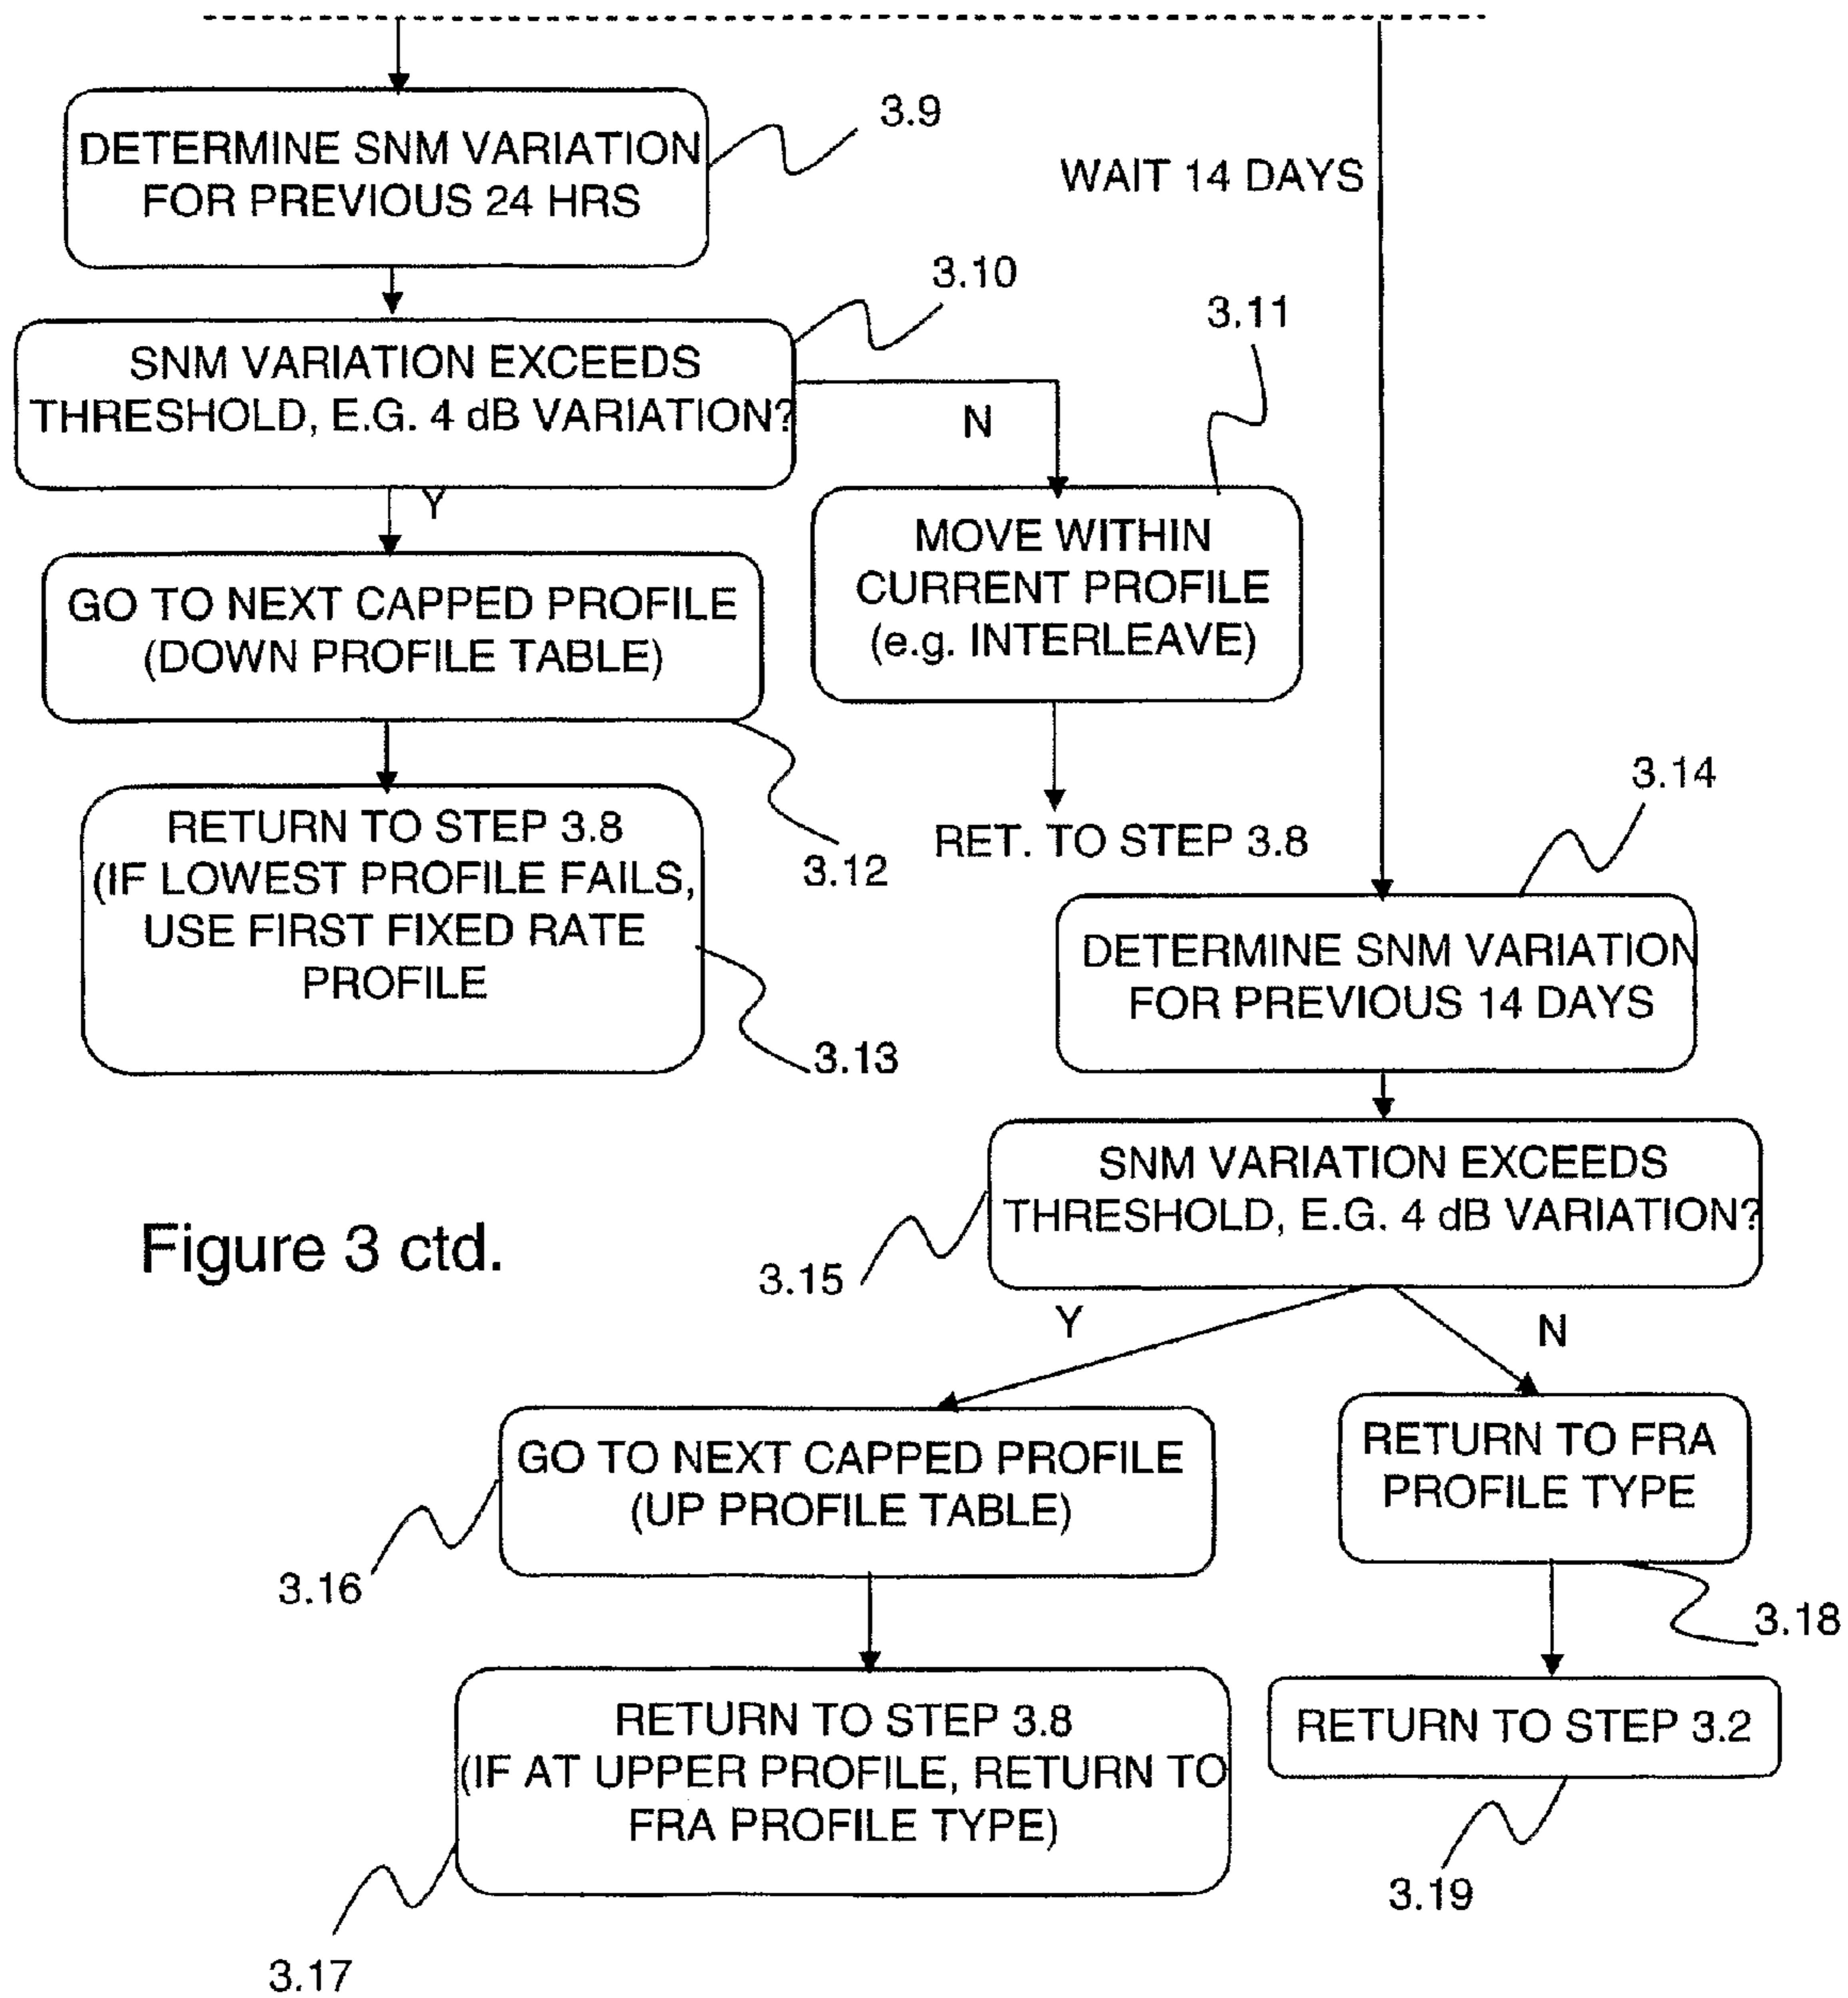 DETERMINE SNM VARIATION
FOR PREVIOUS 24 HRS
3.9
WAIT 14 DAYS
3.10
SNM VARIATION EXCEEDS
THRESHOLD, E.G. 4 dB VARIATION?
3.11
N
Y
MOVE WITHIN
CURRENT PROFILE
(e.g. INTERLEAVE)
GO TO NEXT CAPPED PROFILE
(DOWN PROFILE TABLE)
3.12
RET. TO STEP 3.8
RETURN TO STEP 3.8
(IF LOWEST PROFILE FAILS,
USE FIRST FIXED RATE
PROFILE
3.13
3.14
DETERMINE SNM VARIATION
FOR PREVIOUS 14 DAYS
SNM VARIATION EXCEEDS
THRESHOLD, E.G. 4 dB VARIATION?
3.15
Figure 3 ctd.
Y
N
GO TO NEXT CAPPED PROFILE
(UP PROFILE TABLE)
3.16
RETURN TO FRA
PROFILE TYPE
3.18
RETURN TO STEP 3.8
(IF AT UPPER PROFILE, RETURN TO
FRA PROFILE TYPE)
3.17
RETURN TO STEP 3.2
3.19